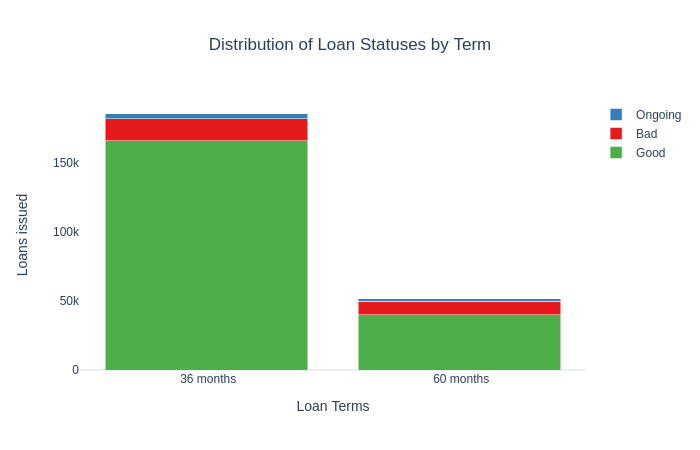 Distribution of Loan Statuses by Term
Ongoing
Bad
Good
Loans issued
150k
100k
50k
0
36 months
60 months
Loan Terms